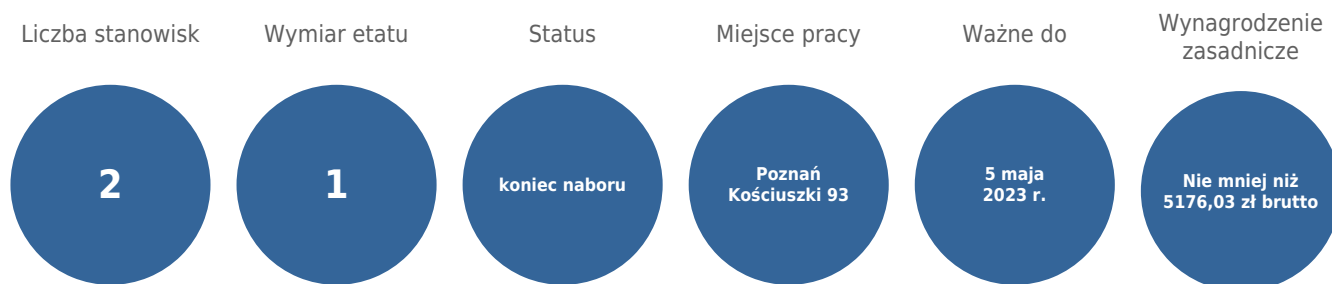 Liczba stanowisk
Wymiar etatu
Status
Miejsce pracy
Ważne do
Wynagrodzenie
zasadnicze
2
1
koniec naboru
Poznań
Kościuszki 93
5 maja
2023 r.
Nie mniej niż
5176,03 zł brutto